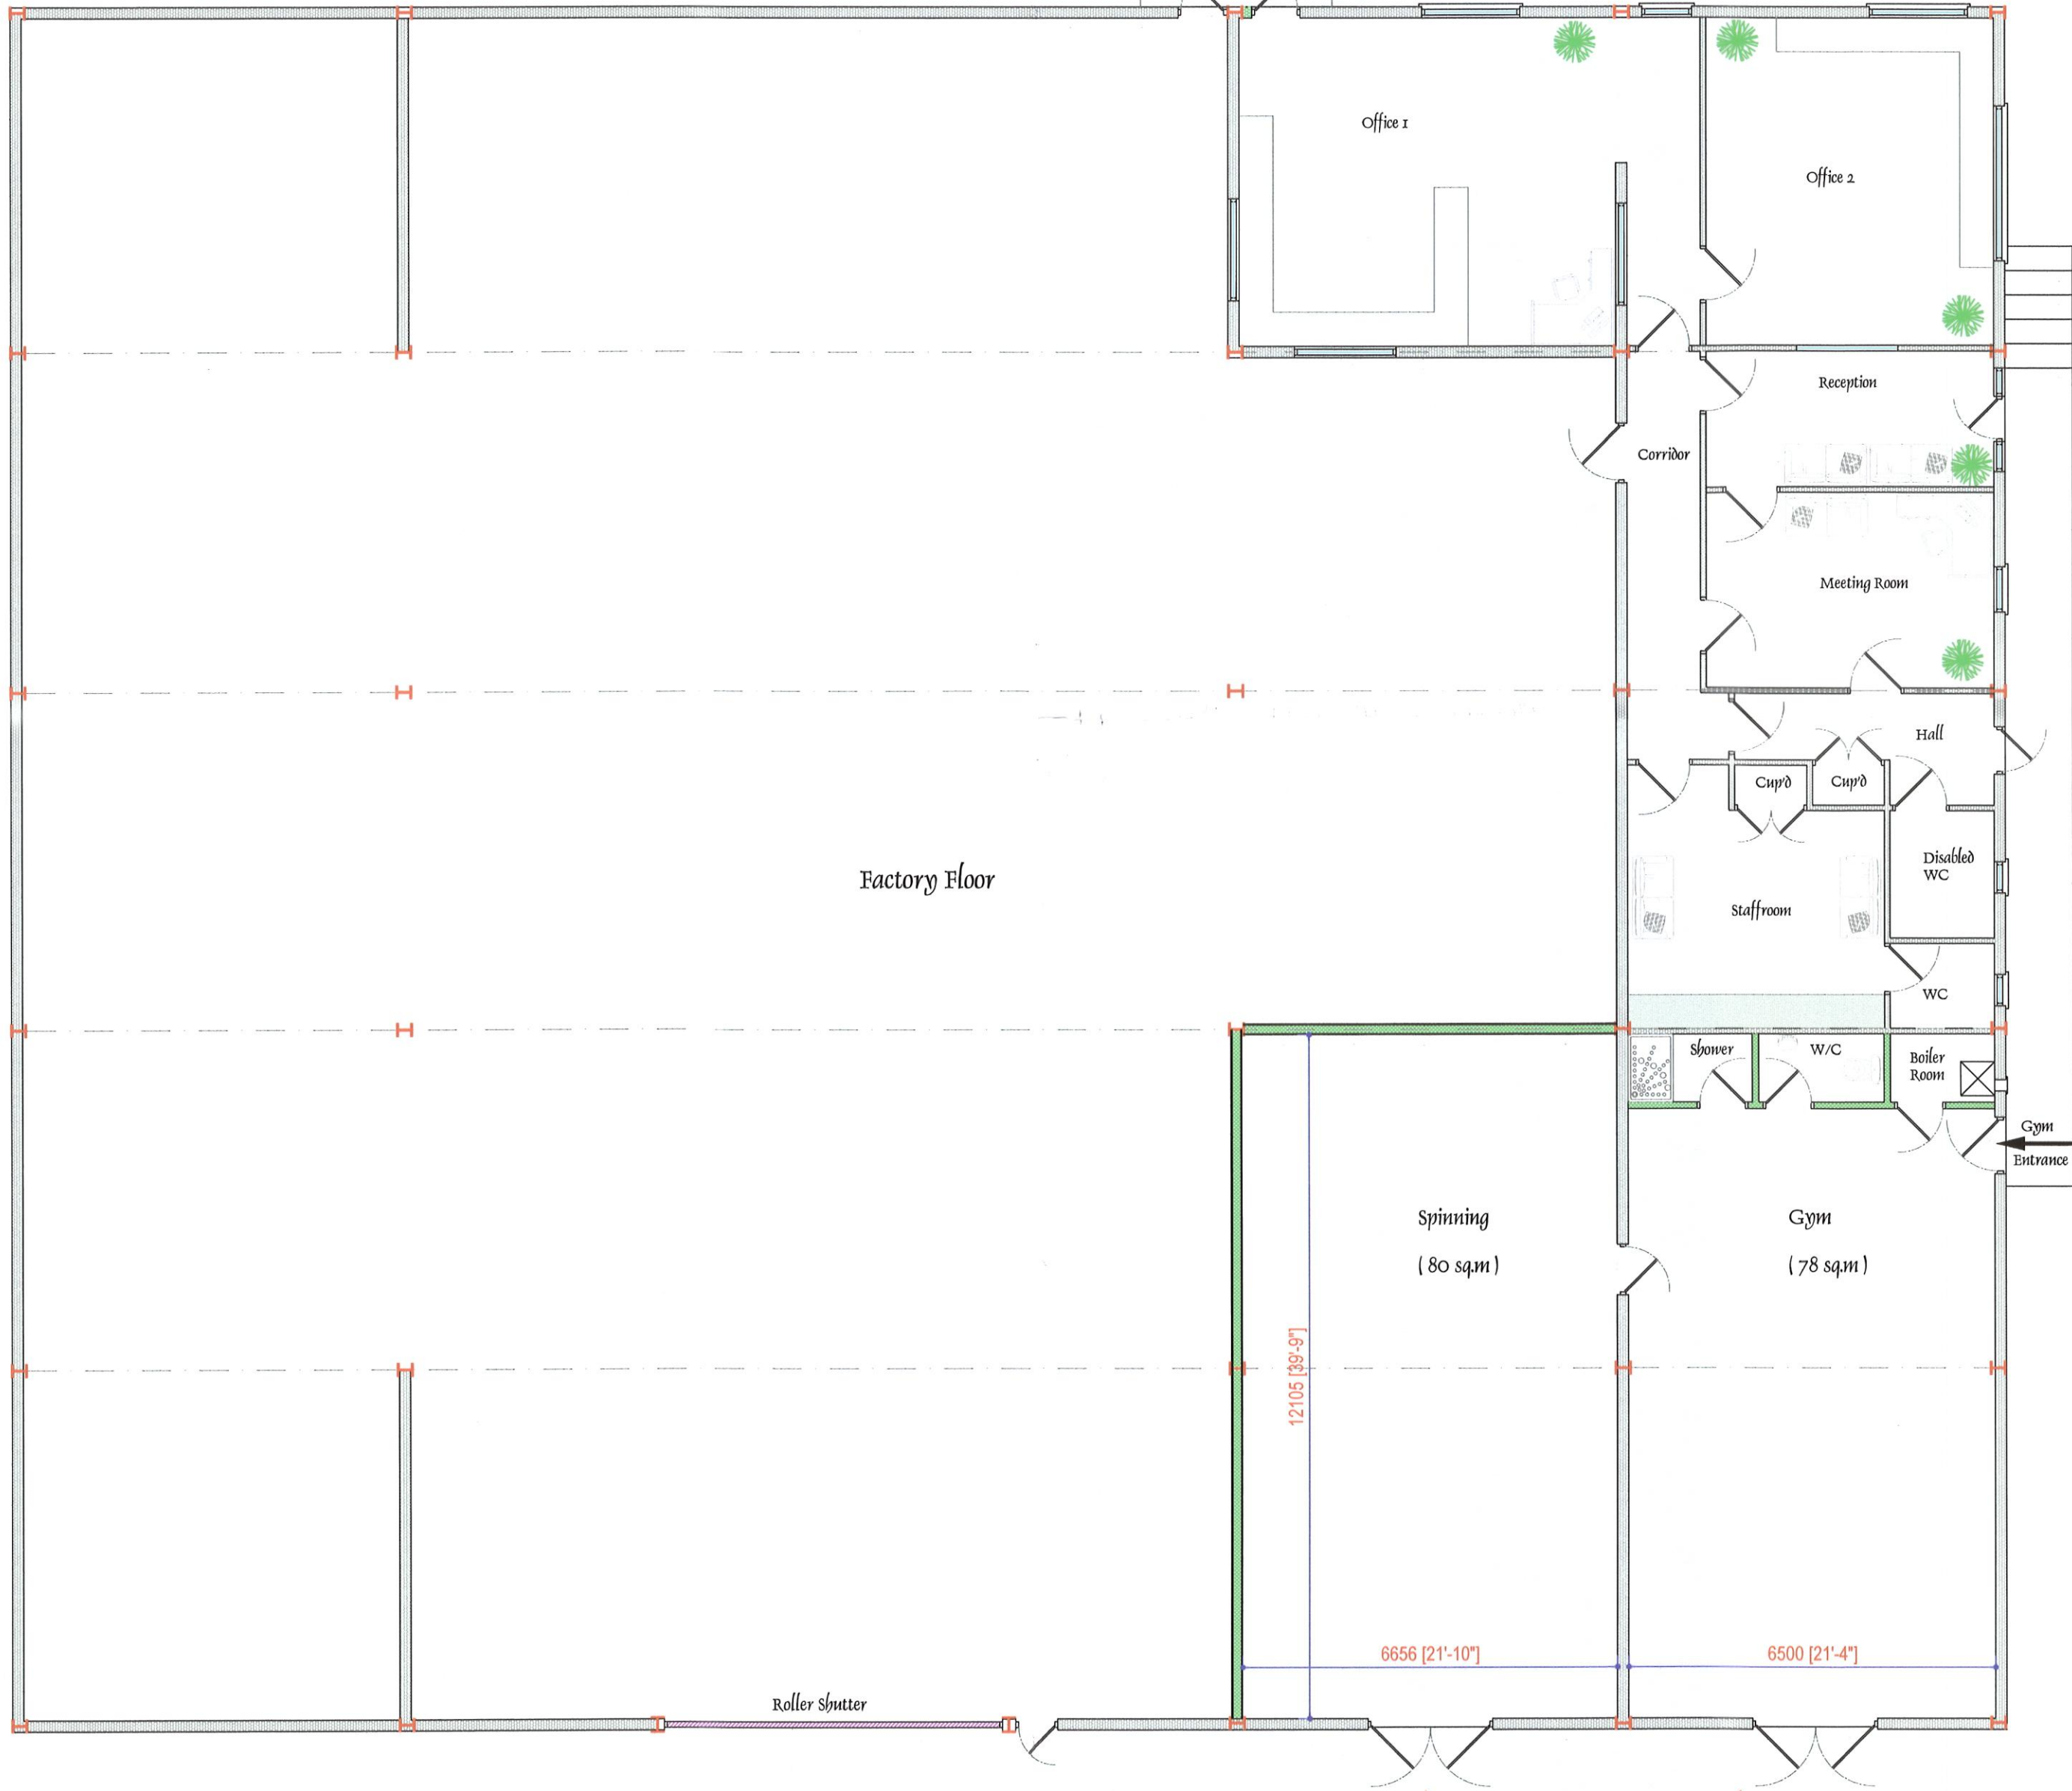 Office 1
Office 2
Reception
Corridor
Meeting Room
Hall
Cup'd
Cup'd
Disabled
WC
Factory Floor
Staffroom
WC
Shower
W/C
Boiler
Room
Gym
Entrance
Spinning
( 80 sq.m )
Gym
( 78 sq.m )
12105 [39'-9"]
6656 [21'-10"]
6500 [21'-4"]
Roller Shutter